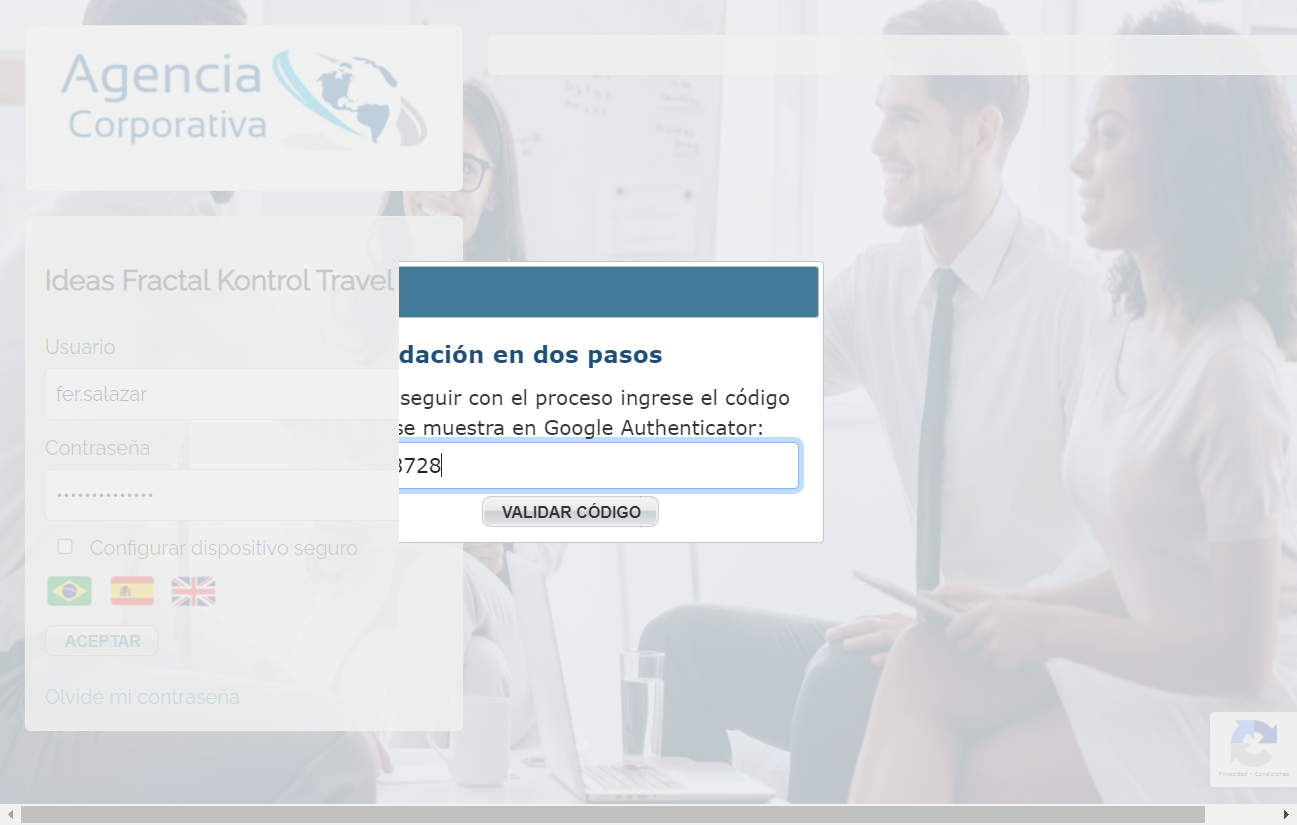 Agencia
Corporativa
Ideas Fractal Kontrol Travel
Usuario
fer.salazar
Contraseña
Configurar dispositivo seguro
ACEPTAR
Olvidé mi contraseña
dación en dos pasos
seguir con el proceso ingrese el código
se muestra en Google Authenticator:
3728
VALIDAR CÓDIGO
Privacidad - Condiciones